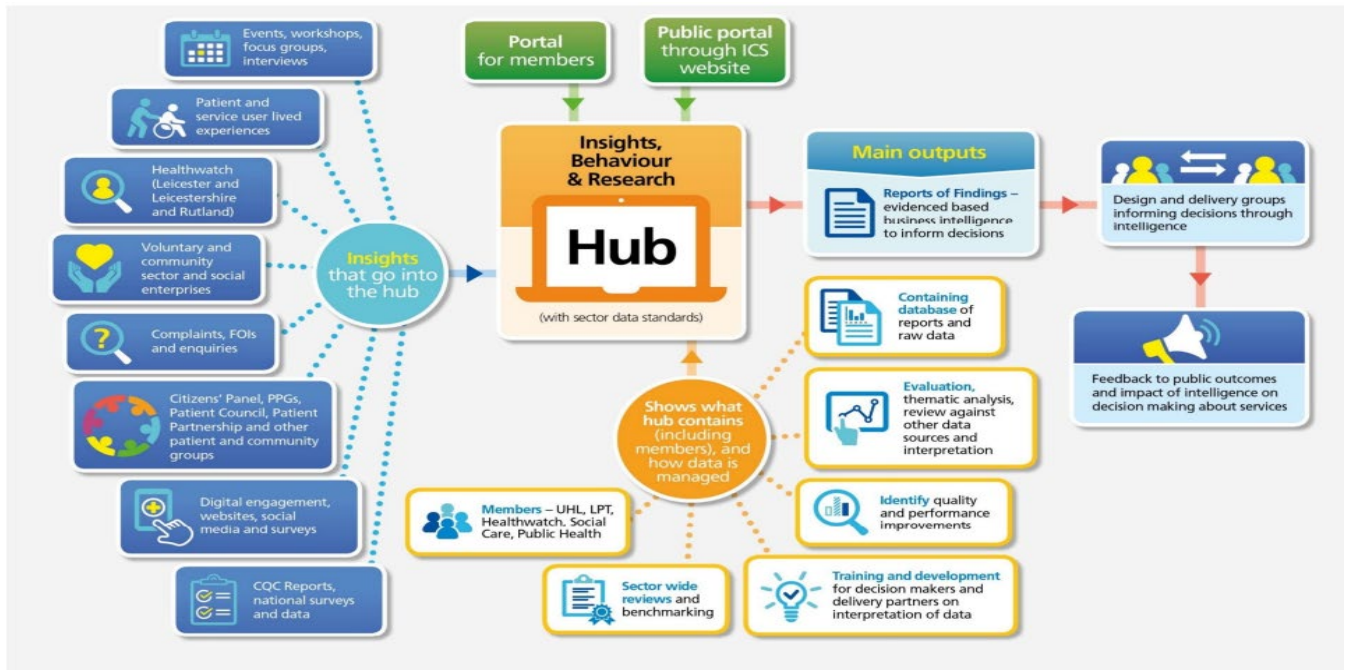 Events, workshops,
focus groups,
interviews
Patient and
service user lived
experiences
Healthwatch
(Leicester and
Leicestershire
and Rutland)
Voluntary and
community
sector and social
enterprises
Complaints, FOIs
and enquiries
Citizens' Panel, PPGs,
Patient Council, Patient
Partnership and other
patient and community
groups
Digital engagement,
websites, social
media and surveys
CQC Reports,
national surveys
and data
Insights
that go into
the hub
Portal
for members
Public portal
through ICS
website
Insights,
Behaviour
& Research
Hub
(with sector data standards)
Main outputs
Reports of Findings –
evidenced based
business intelligence
to inform decisions
Design and delivery groups
informing decisions through
intelligence
Feedback to public outcomes
and impact of intelligence on
decision making about services
Shows what
hub contains
(including
members), and
how data is
managed
Containing
database of
reports and
raw data
Evaluation,
thematic analysis,
review against
other data
sources and
interpretation
Identify quality
and performance
improvements
Training and development
for decision makers and
delivery partners on
interpretation of data
Sector wide
reviews and
benchmarking
Members – UHL, LPT,
Healthwatch, Social
Care, Public Health